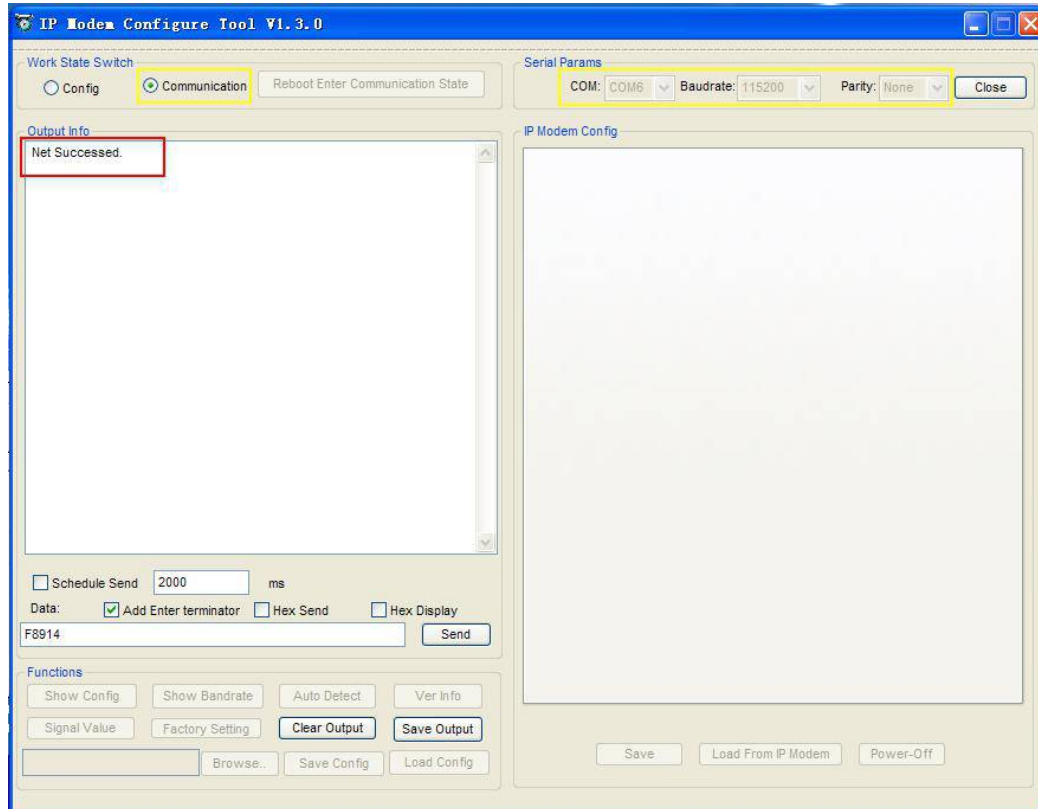 IP Modem Configure Tool V1.3.0
Work State Switch
Config Communication Reboot Enter Communication State
Serial Params
COM: COM6 Baudrate: 115200 Parity: None Close
Output Info
Net Successed.
IP Modem Config
Schedule Send 2000 ms
Data: Add Enter terminator Hex Send Hex Display
F8914 Send
Functions
Show Config Show Bandrate Auto Detect Ver Info
Signal Value Factory Setting Clear Output Save Output
Browse.. Save Config Load Config
Save Load From IP Modem Power-Off